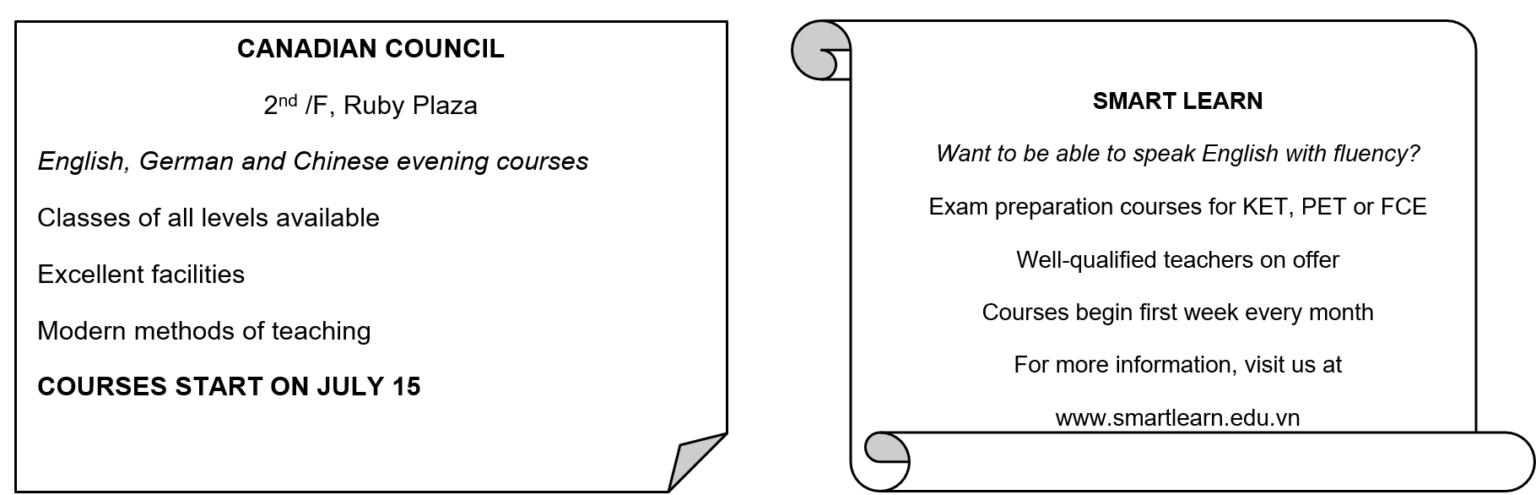 CANADIAN COUNCIL
2nd /F, Ruby Plaza
English, German and Chinese evening courses
Classes of all levels available
Excellent facilities
Modern methods of teaching
COURSES START ON JULY 15
SMART LEARN
Want to be able to speak English with fluency?
Exam preparation courses for KET, PET or FCE
Well-qualified teachers on offer
Courses begin first week every month
For more information, visit us at
www.smartlearn.edu.vn